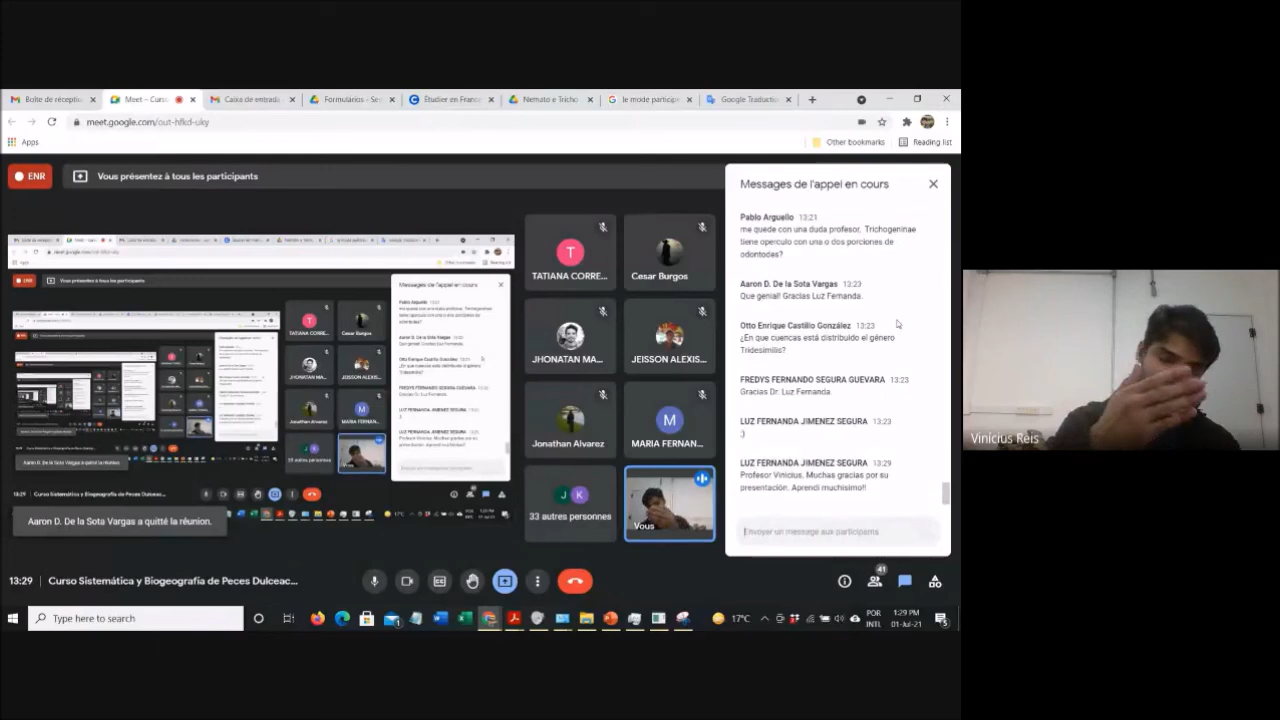 Boîte de réceptio
Meet – Curso
Caixa de entrada
Formularios - Se
Étudier en France
Nemato e Tricho
le mode particip
Google Traductio
meet.google.com/out-hfkd-uky
Apps
Other bookmarks
Reading list
ENR
Vous présentez à tous les participants
Messages de l'appel en cours
Pablo Arguello 13:21
me quede con una duda profesor, Trichogeninae
tiene operculo con una o dos porciones de
odontodes?
Aaron D. De la Sota Vargas 13:23
Que genial! Gracias Luz Fernanda.
Otto Enrique Castillo González 13:23
¿En que cuencas está distribuido el género
Tridesimilis?
FREDYS FERNANDO SEGURA GUEVARA 13:23
Gracias Dr. Luz Fernanda.
LUZ FERNANDA JIMENEZ SEGURA 13:23
:)
LUZ FERNANDA JIMENEZ SEGURA 13:29
Profesor Vinicius. Muchas gracias por su
presentación. Aprendí muchisimo!!
Envoyer un message aux participants
T
TATIANA CORRE...
Cesar Burgos
JHONATAN MA...
JEISSON ALEXIS...
Jonathan Alvarez
M
MARIA FERNAN...
J K
33 autres personnes
Vous
Aaron D. De la Sota Vargas a quitté la réunion.
Vinícius Reis
13:29 | Curso Sistemática y Biogeografía de Peces Dulceac...
41
Type here to search
17°C
POR
INTL
1:29 PM
01-Jul-21